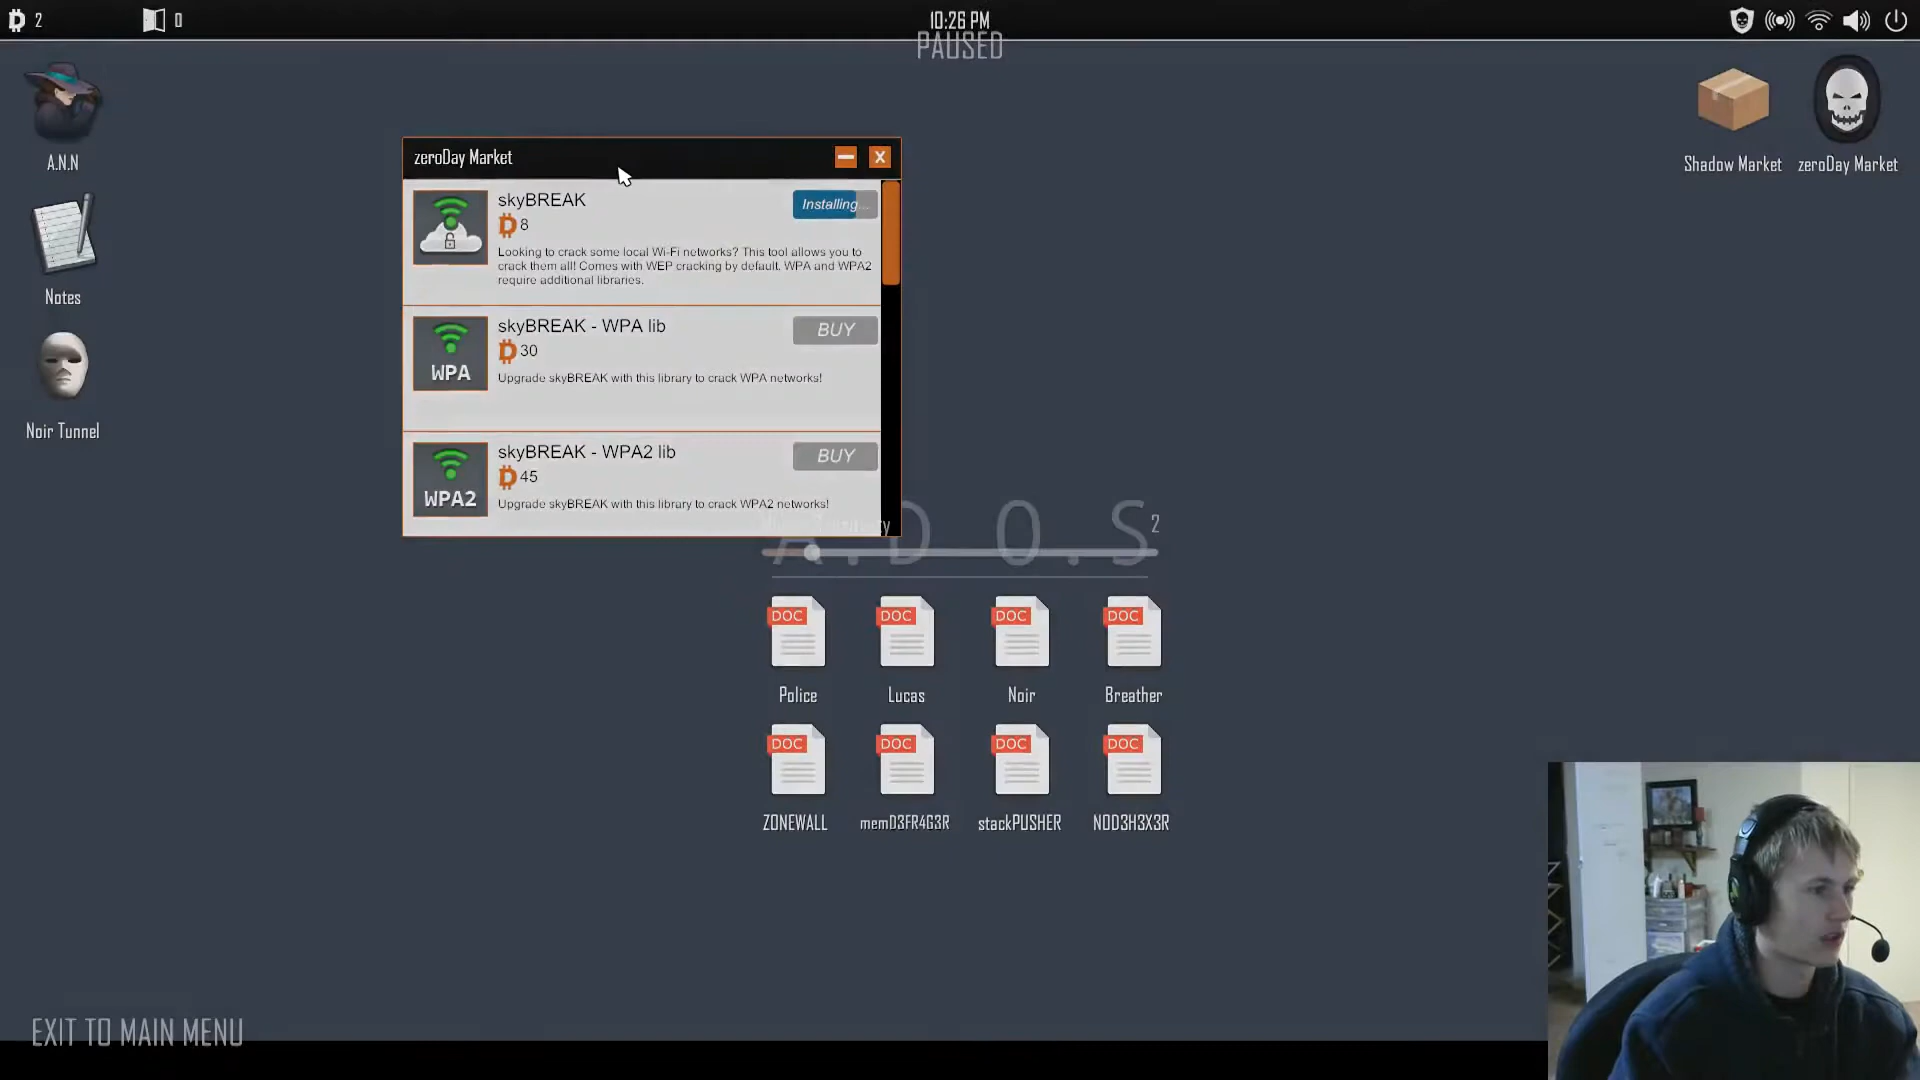 2
0
10:26 PM
PAUSED
A.N.N
Notes
Noir Tunnel
Shadow Market
zeroDay Market
zeroDay Market
X
skyBREAK
8
Installing...
Looking to crack some local Wi-Fi networks? This tool allows you to
crack them all! Comes with WEP cracking by default. WPA and WPA2
require additional libraries.
WPA
skyBREAK - WPA lib
30
BUY
Upgrade skyBREAK with this library to crack WPA networks!
WPA2
skyBREAK - WPA2 lib
45
BUY
Upgrade skyBREAK with this library to crack WPA2 networks!
A.D O.S 2
DOC
DOC
DOC
DOC
Police
Lucas
Noir
Breather
DOC
DOC
DOC
DOC
ZONEWALL
memD3FR4G3R
stackPUSHER
NOD3H3X3R
EXIT TO MAIN MENU